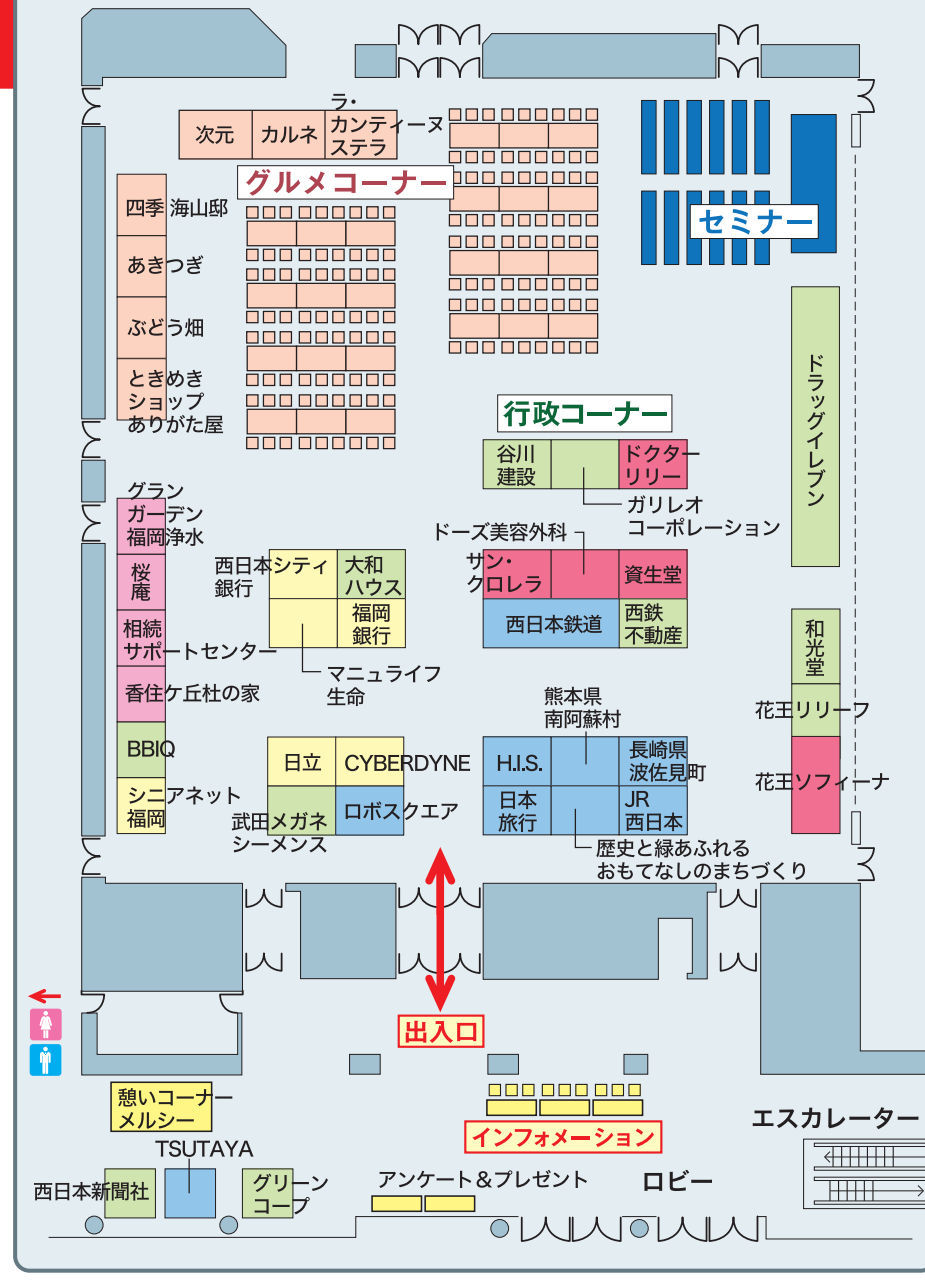 ラ・
カンティーヌ
ステラ
次元
カルネ
グルメコーナー
セミナー
四季 海山邸
あきつぎ
ぶどう畑
ときめき
ショップ
ありがた屋
ドラッグイレブン
行政コーナー
谷川
建設
ドクター
リリー
ガリレオ
コーポレーション
グラン
ガーデン
福岡浄水
桜庵
相続
サポートセンター
香住ケ丘杜の家
BBIQ
シニアネット
福岡
西日本シティ
銀行
大和
ハウス
福岡
銀行
マニュライフ
生命
ドーズ美容外科
サン・
クロレラ
資生堂
西日本鉄道
西鉄
不動産
和光堂
花王リリーフ
花王ソフィーナ
熊本県
南阿蘇村
日立
CYBERDYNE
武田メガネ
シーメンス
ロボスクエア
H.I.S.
長崎県
波佐見町
日本
旅行
JR
西日本
歴史と緑あふれる
おもてなしのまちづくり
出入口
憩いコーナー
メルシー
インフォメーション
エスカレーター
TSUTAYA
西日本新聞社
グリーン
コープ
アンケート＆プレゼント
ロビー